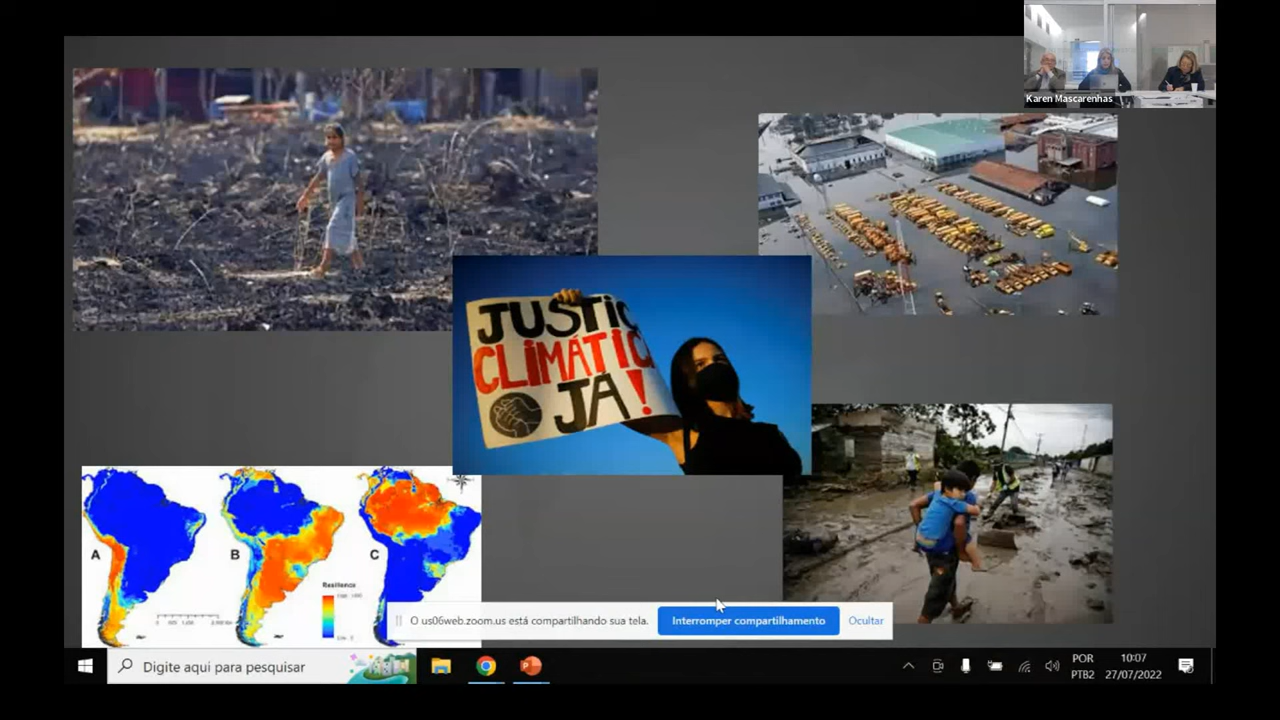 Karen Mascarenhas
JUSTIÇ
CLIMÁTIC
JÁ!
A
B
C
Resilience
O us06web.zoom.us está compartilhando sua tela.
Interromper compartilhamento
Ocultar
Digite aqui para pesquisar
POR
PTB2
10:07
27/07/2022